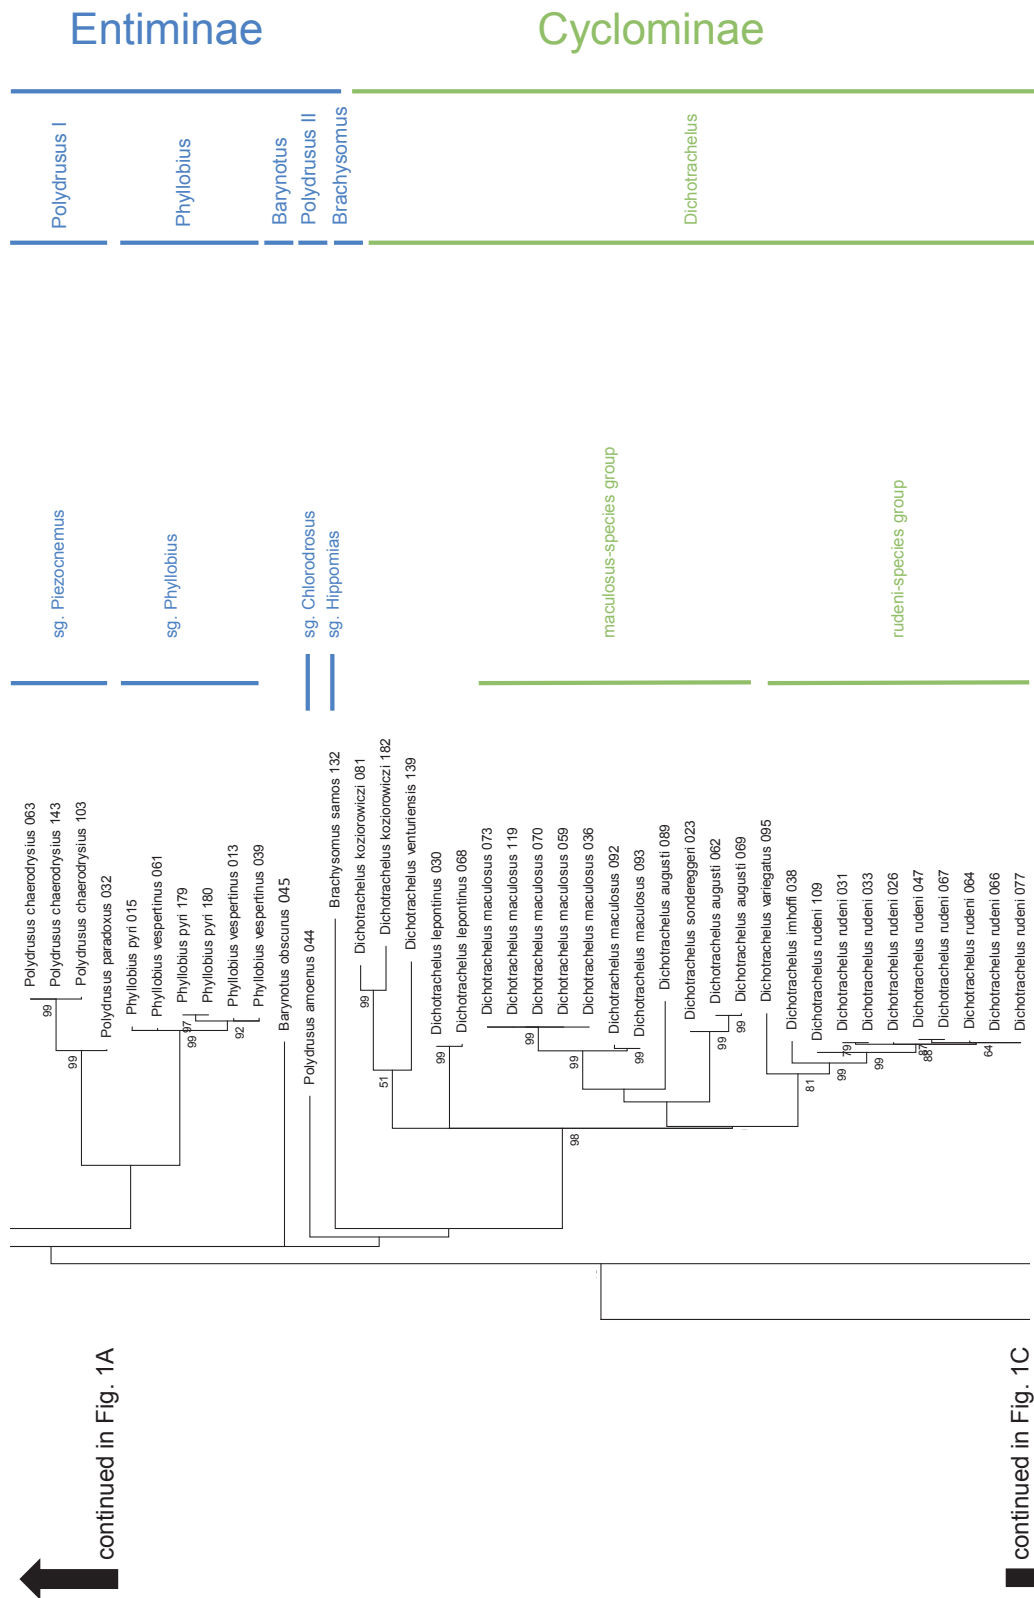 Entiminae
Cyclominae
Polydrusus I
Phyllobius
Barynotus
Polydrusus II
Brachysomus
Dichotrachelus
sg. Piezocnemus
sg. Phyllobius
sg. Chlorodrosus
sg. Hippomias
maculosus-species group
rudeni-species group
Polydrusus chaerodrysius 063
Polydrusus chaerodrysius 143
Polydrusus chaerodrysius 103
Polydrusus paradoxus 032
Phyllobius pyri 015
Phyllobius vespertinus 061
Phyllobius pyri 179
Phyllobius pyri 180
Phyllobius vespertinus 013
Phyllobius vespertinus 039
Barynotus obscurus 045
Polydrusus amoenus 044
Brachysomus samos 132
Dichotrachelus koziorowiczi 081
Dichotrachelus koziorowiczi 182
Dichotrachelus venturiensis 139
Dichotrachelus lepontinus 030
Dichotrachelus lepontinus 068
Dichotrachelus maculosus 073
Dichotrachelus maculosus 119
Dichotrachelus maculosus 070
Dichotrachelus maculosus 059
Dichotrachelus maculosus 036
Dichotrachelus maculosus 092
Dichotrachelus maculosus 093
Dichotrachelus augusti 089
Dichotrachelus sondereggeri 023
Dichotrachelus augusti 062
Dichotrachelus augusti 069
Dichotrachelus variegatus 095
Dichotrachelus imhoffi 038
Dichotrachelus rudeni 109
Dichotrachelus rudeni 031
Dichotrachelus rudeni 033
Dichotrachelus rudeni 026
Dichotrachelus rudeni 047
Dichotrachelus rudeni 067
Dichotrachelus rudeni 064
Dichotrachelus rudeni 066
Dichotrachelus rudeni 077
99
99
97
99
92
99
51
99
99
99
99
99
99
98
81
99
79
99
87
88
64
continued in Fig. 1A
continued in Fig. 1C